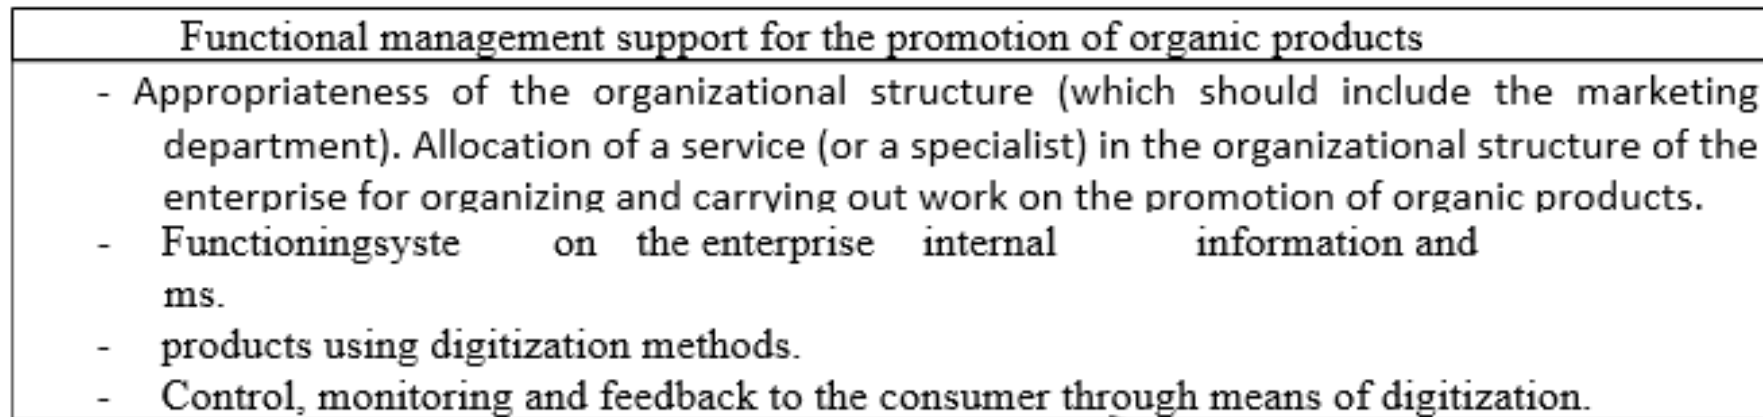 Functional management support for the promotion of organic products
- Appropriateness of the organizational structure (which should include the marketing
department). Allocation of a service (or a specialist) in the organizational structure of the
enterprise for organizing and carrying out work on the promotion of organic products.
- Functioningsyste on the enterprise internal information and
ms.
- products using digitization methods.
- Control, monitoring and feedback to the consumer through means of digitization.